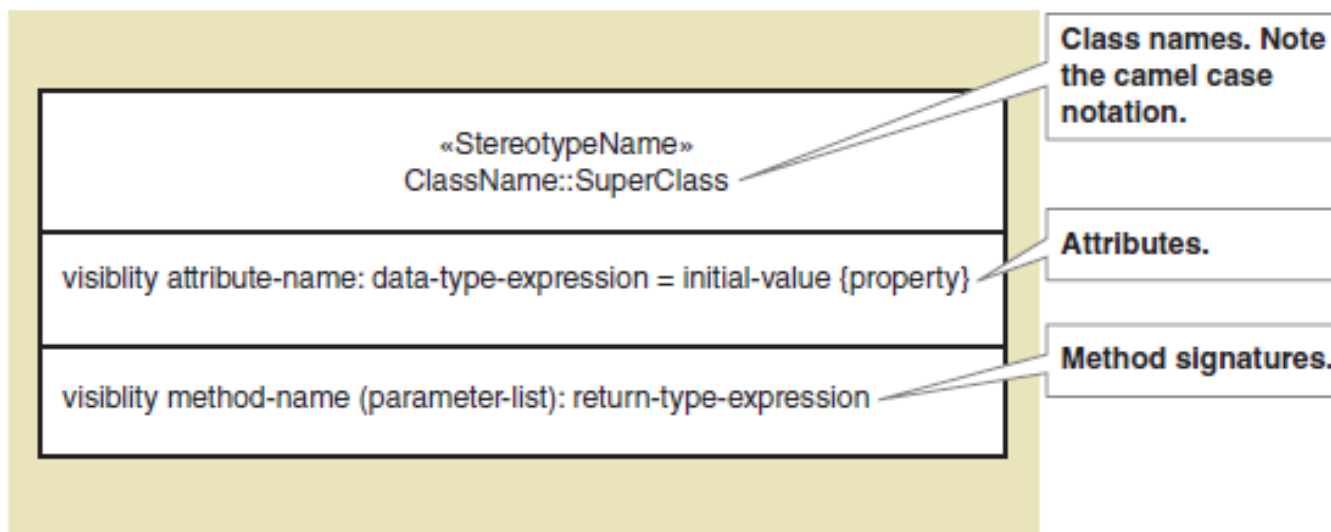 Class names. Note
the camel case
notation.
«StereotypeName»
ClassName::SuperClass
Attributes.
visiblity attribute-name: data-type-expression = initial-value {property}
Method signatures.
visiblity method-name (parameter-list): return-type-expression